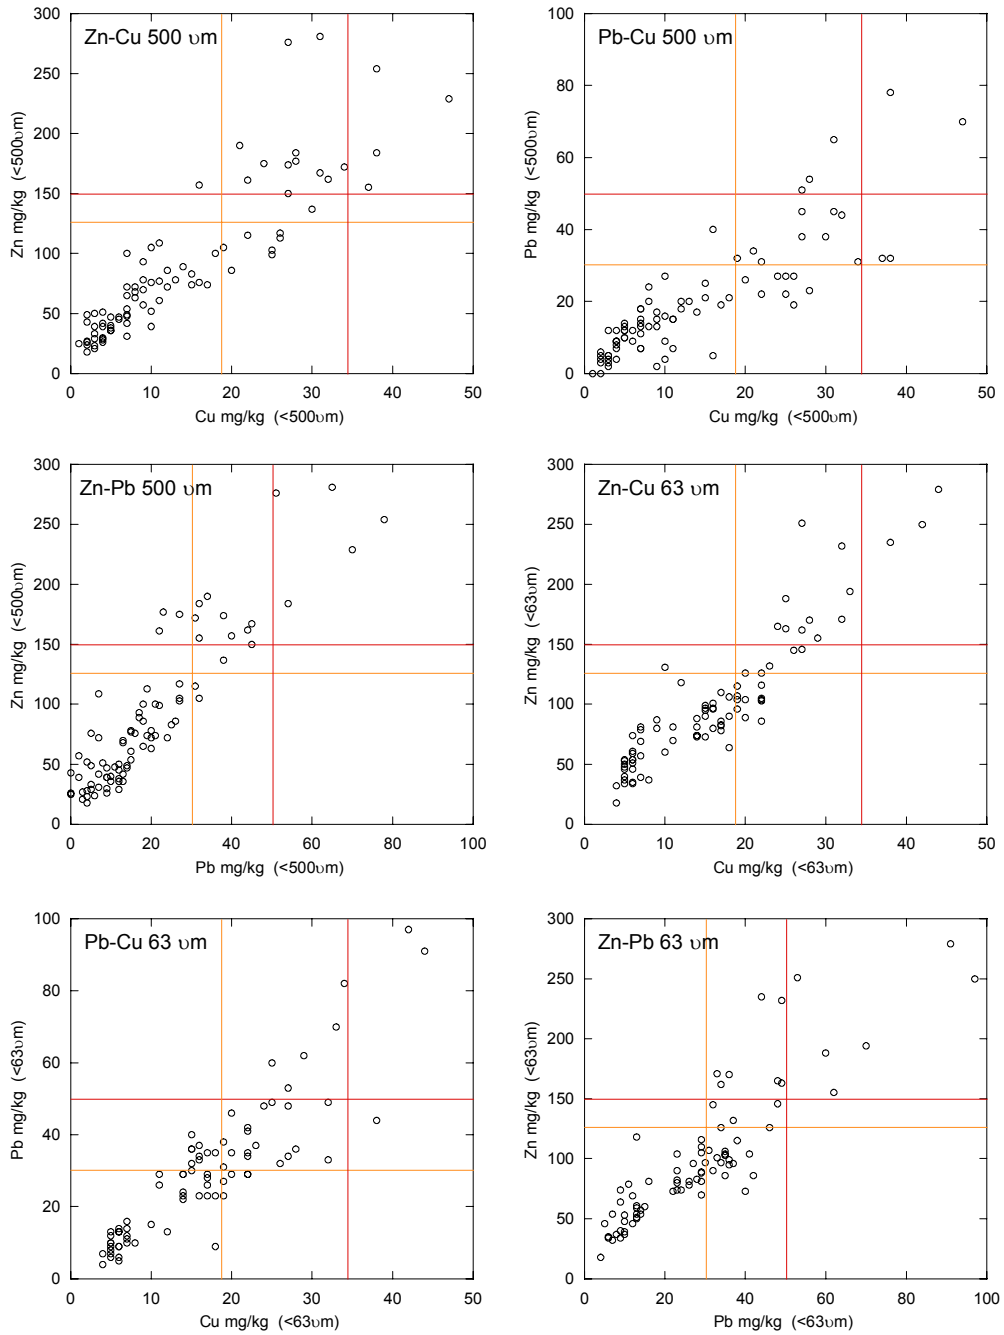 Zn-Cu 500 υm
300
250
200
150
100
50
0
Zn mg/kg (<500υm)
0 10 20 30 40 50
Cu mg/kg (<500υm)
Pb-Cu 500 υm
100
80
60
40
20
0
Pb mg/kg (<500υm)
0 10 20 30 40 50
Cu mg/kg (<500υm)
Zn-Pb 500 υm
300
250
200
150
100
50
0
Zn mg/kg (<500υm)
0 20 40 60 80 100
Pb mg/kg (<500υm)
Zn-Cu 63 υm
300
250
200
150
100
50
0
Zn mg/kg (<63υm)
0 10 20 30 40 50
Cu mg/kg (<63υm)
Pb-Cu 63 υm
100
80
60
40
20
0
Pb mg/kg (<63υm)
0 10 20 30 40 50
Cu mg/kg (<63υm)
Zn-Pb 63 υm
300
250
200
150
100
50
0
Zn mg/kg (<63υm)
0 20 40 60 80 100
Pb mg/kg (<63υm)